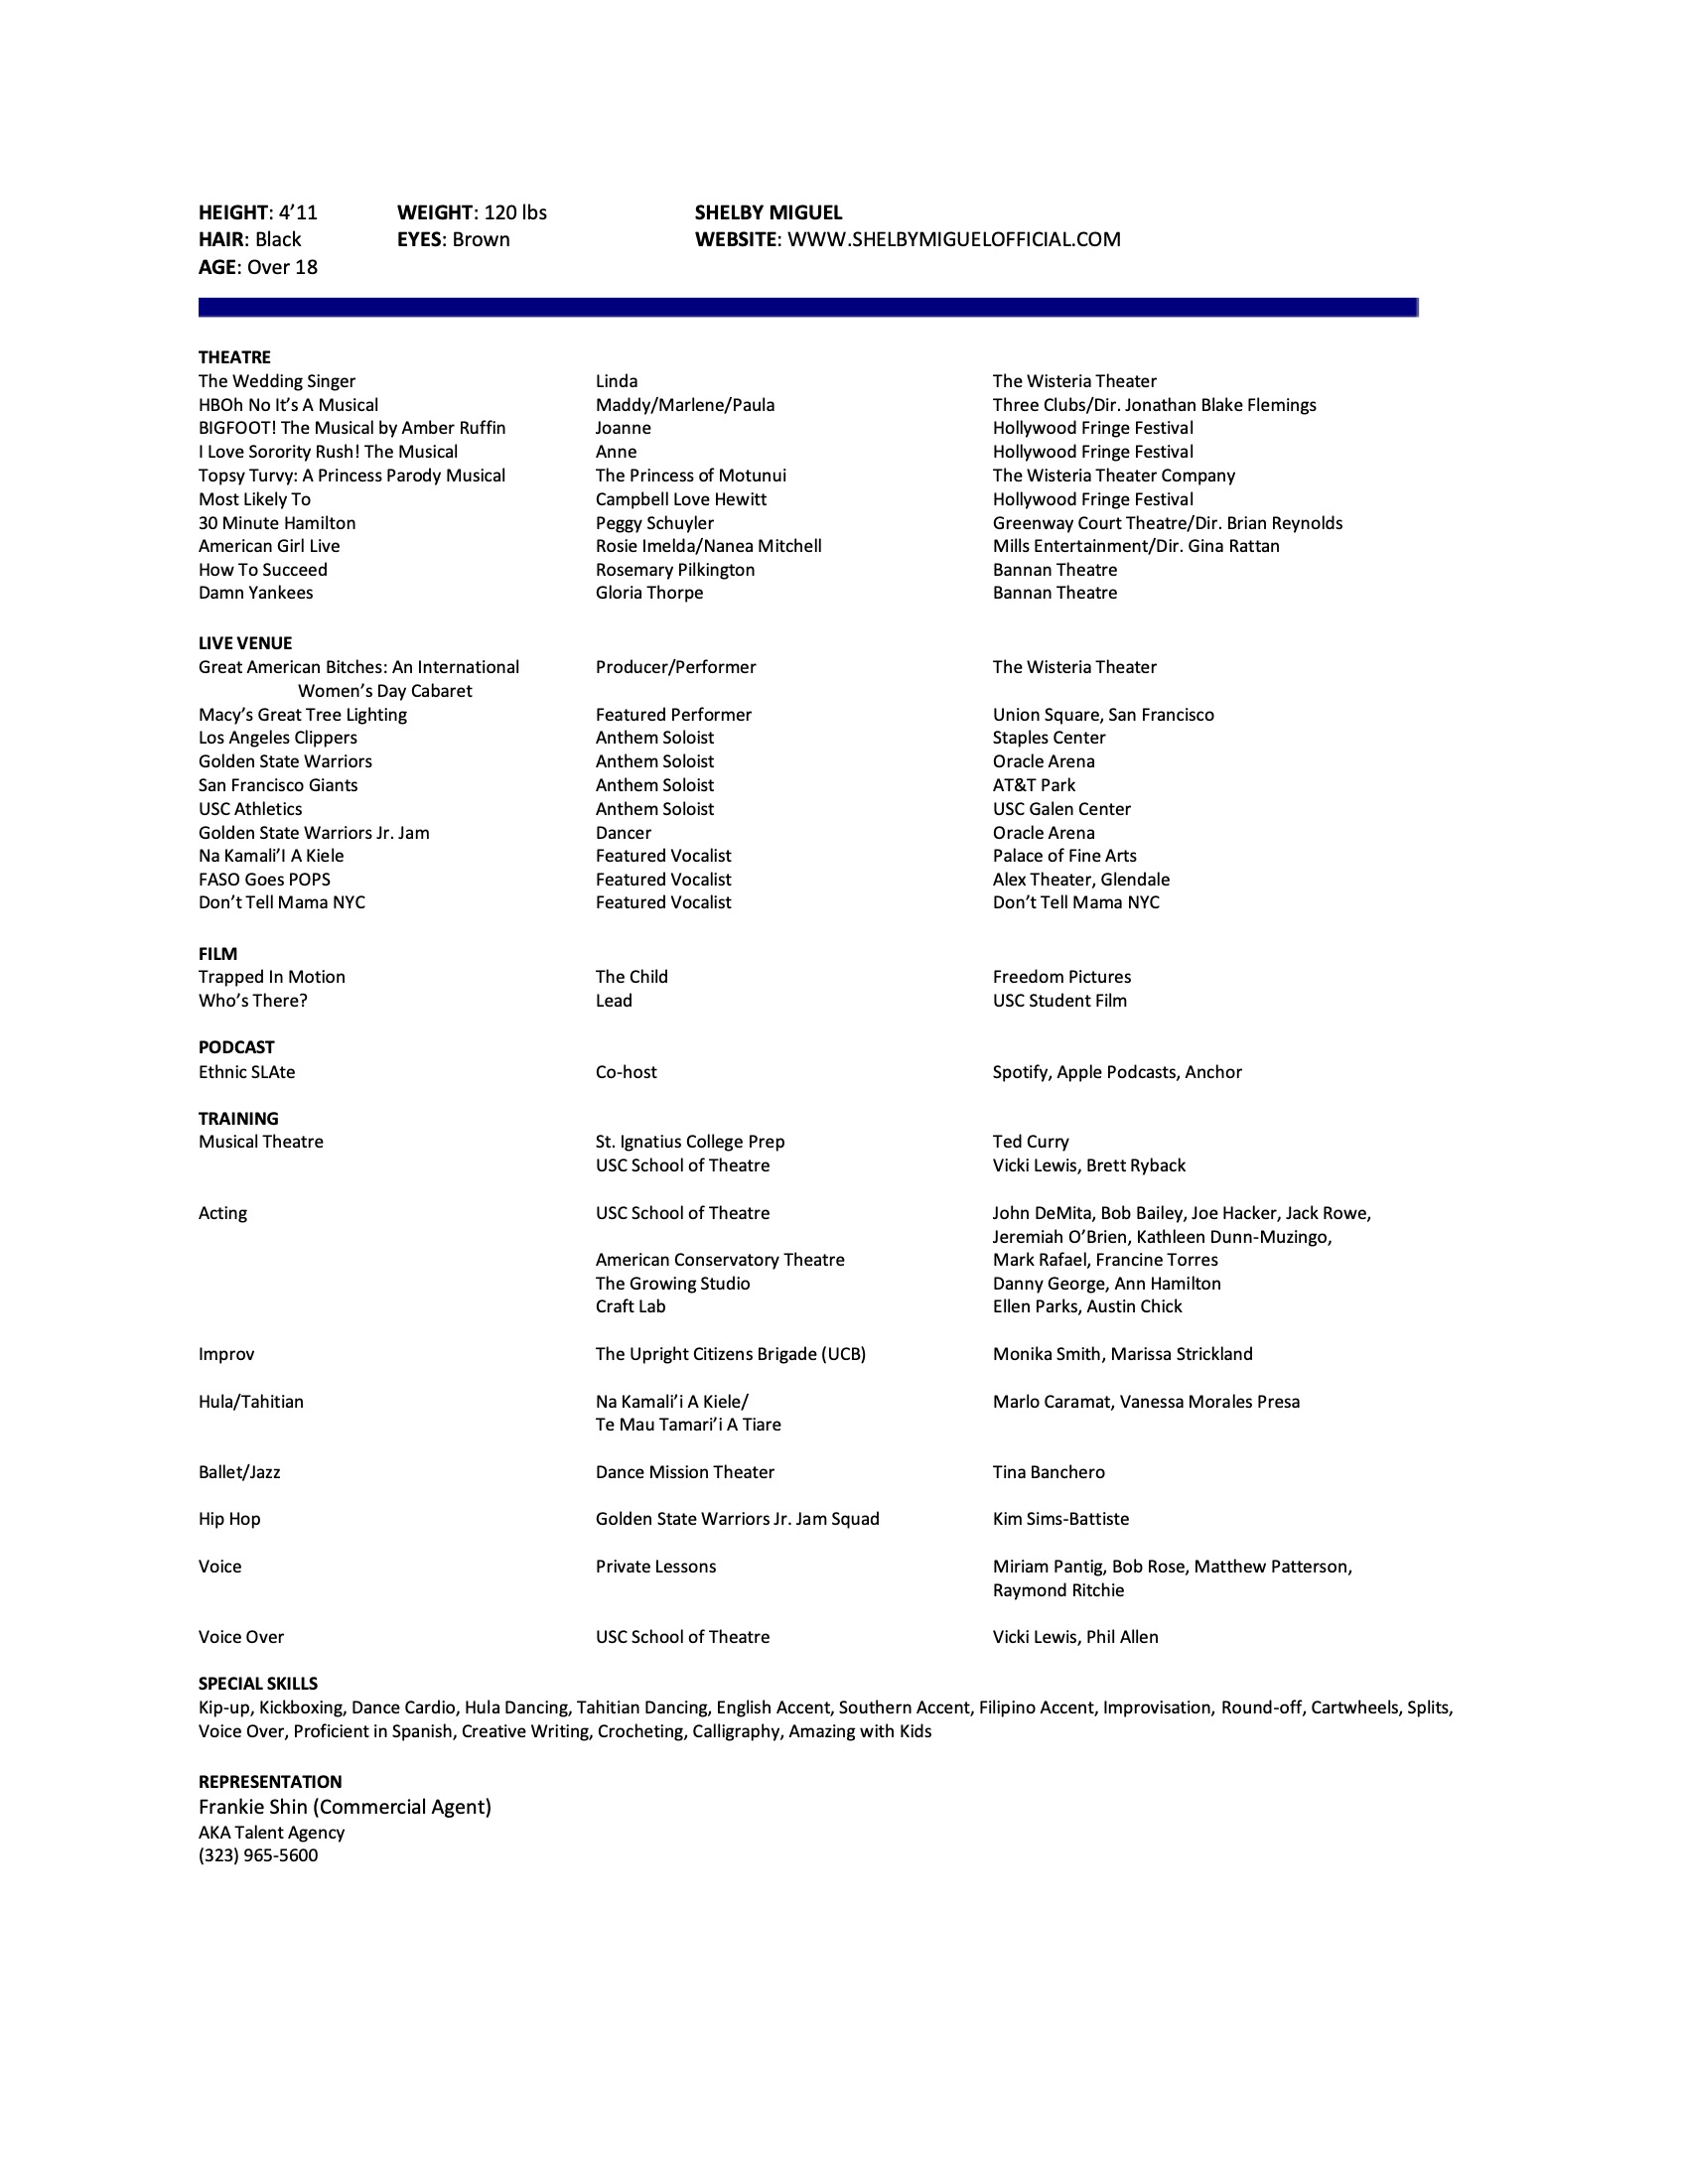 HEIGHT: 4’11 WEIGHT: 120 lbs SHELBY MIGUEL
HAIR: Black EYES: Brown WEBSITE: WWW.SHELBYMIGUELOFFICIAL.COM
AGE: Over 18
THEATRE
The Wedding Singer Linda The Wisteria Theater
HBOh No It’s A Musical Maddy/Marlene/Paula Three Clubs/Dir. Jonathan Blake Flemings
BIGFOOT! The Musical by Amber Ruffin Joanne Hollywood Fringe Festival
I Love Sorority Rush! The Musical Anne Hollywood Fringe Festival
Topsy Turvy: A Princess Parody Musical The Princess of Motunui The Wisteria Theater Company
Most Likely To Campbell Love Hewitt Hollywood Fringe Festival
30 Minute Hamilton Peggy Schuyler Greenway Court Theatre/Dir. Brian Reynolds
American Girl Live Rosie Imelda/Nanea Mitchell Mills Entertainment/Dir. Gina Rattan
How To Succeed Rosemary Pilkington Bannan Theatre
Damn Yankees Gloria Thorpe Bannan Theatre
LIVE VENUE
Great American Bitches: An International Producer/Performer The Wisteria Theater
Women’s Day Cabaret
Macy’s Great Tree Lighting Featured Performer Union Square, San Francisco
Los Angeles Clippers Anthem Soloist Staples Center
Golden State Warriors Anthem Soloist Oracle Arena
San Francisco Giants Anthem Soloist AT&T Park
USC Athletics Anthem Soloist USC Galen Center
Golden State Warriors Jr. Jam Dancer Oracle Arena
Na Kamali’I A Kiele Featured Vocalist Palace of Fine Arts
FASO Goes POPS Featured Vocalist Alex Theater, Glendale
Don’t Tell Mama NYC Featured Vocalist Don’t Tell Mama NYC
FILM
Trapped In Motion The Child Freedom Pictures
Who’s There? Lead USC Student Film
PODCAST
Ethnic SLAte Co-host Spotify, Apple Podcasts, Anchor
TRAINING
Musical Theatre St. Ignatius College Prep Ted Curry
USC School of Theatre Vicki Lewis, Brett Ryback
Acting USC School of Theatre John DeMita, Bob Bailey, Joe Hacker, Jack Rowe,
Jeremiah O’Brien, Kathleen Dunn-Muzingo,
American Conservatory Theatre Mark Rafael, Francine Torres
The Growing Studio Danny George, Ann Hamilton
Craft Lab Ellen Parks, Austin Chick
Improv The Upright Citizens Brigade (UCB) Monika Smith, Marissa Strickland
Hula/Tahitian Na Kamali’i A Kiele/ Marlo Caramat, Vanessa Morales Presa
Te Mau Tamari’i A Tiare
Ballet/Jazz Dance Mission Theater Tina Banchero
Hip Hop Golden State Warriors Jr. Jam Squad Kim Sims-Battiste
Voice Private Lessons Miriam Pantig, Bob Rose, Matthew Patterson,
Raymond Ritchie
Voice Over USC School of Theatre Vicki Lewis, Phil Allen
SPECIAL SKILLS
Kip-up, Kickboxing, Dance Cardio, Hula Dancing, Tahitian Dancing, English Accent, Southern Accent, Filipino Accent, Improvisation, Round-off, Cartwheels, Splits,
Voice Over, Proficient in Spanish, Creative Writing, Crocheting, Calligraphy, Amazing with Kids
REPRESENTATION
Frankie Shin (Commercial Agent)
AKA Talent Agency
(323) 965-5600